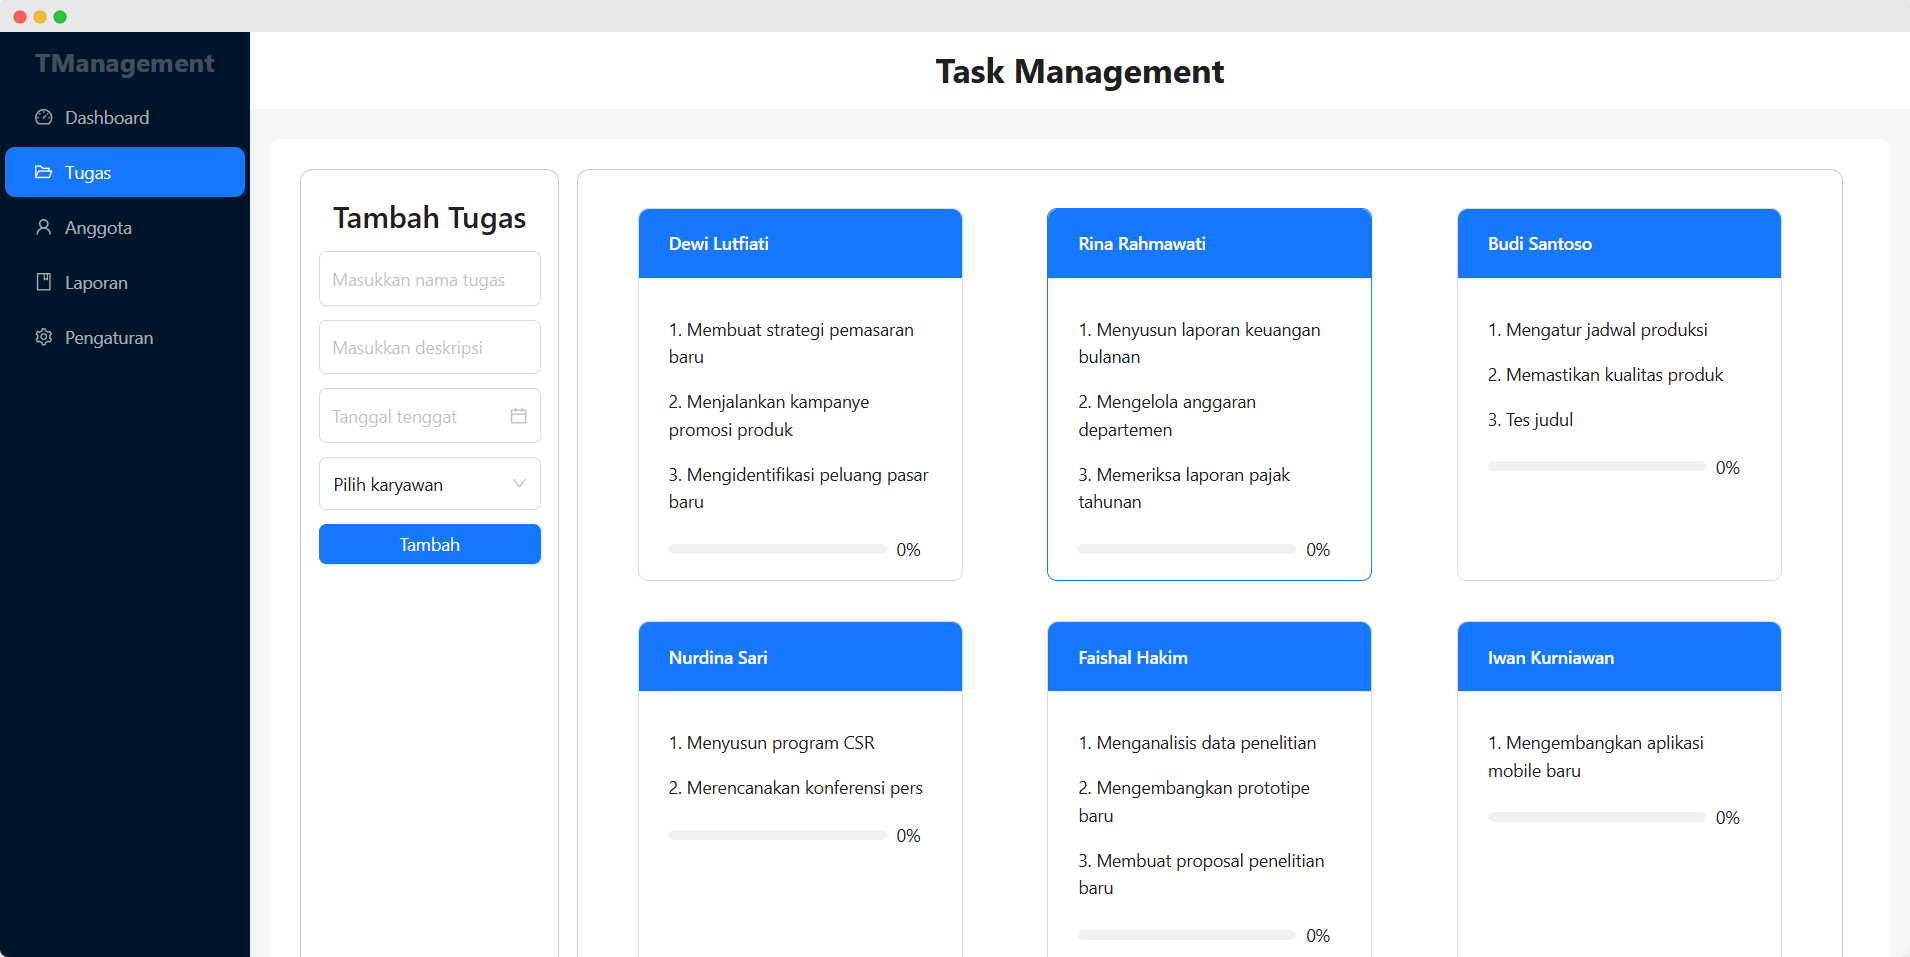 TManagement
Dashboard
Tugas
Anggota
Laporan
Pengaturan
Task Management
Tambah Tugas
Masukkan nama tugas
Masukkan deskripsi
Tanggal tenggat
Pilih karyawan
Tambah
Dewi Lutfiati
1. Membuat strategi pemasaran
baru
2. Menjalankan kampanye
promosi produk
3. Mengidentifikasi peluang pasar
baru
0%
Rina Rahmawati
1. Menyusun laporan keuangan
bulanan
2. Mengelola anggaran
departemen
3. Memeriksa laporan pajak
tahunan
0%
Budi Santoso
1. Mengatur jadwal produksi
2. Memastikan kualitas produk
3. Tes judul
0%
Nurdina Sari
1. Menyusun program CSR
2. Merencanakan konferensi pers
0%
Faishal Hakim
1. Menganalisis data penelitian
2. Mengembangkan prototipe
baru
3. Membuat proposal penelitian
baru
0%
Iwan Kurniawan
1. Mengembangkan aplikasi
mobile baru
0%